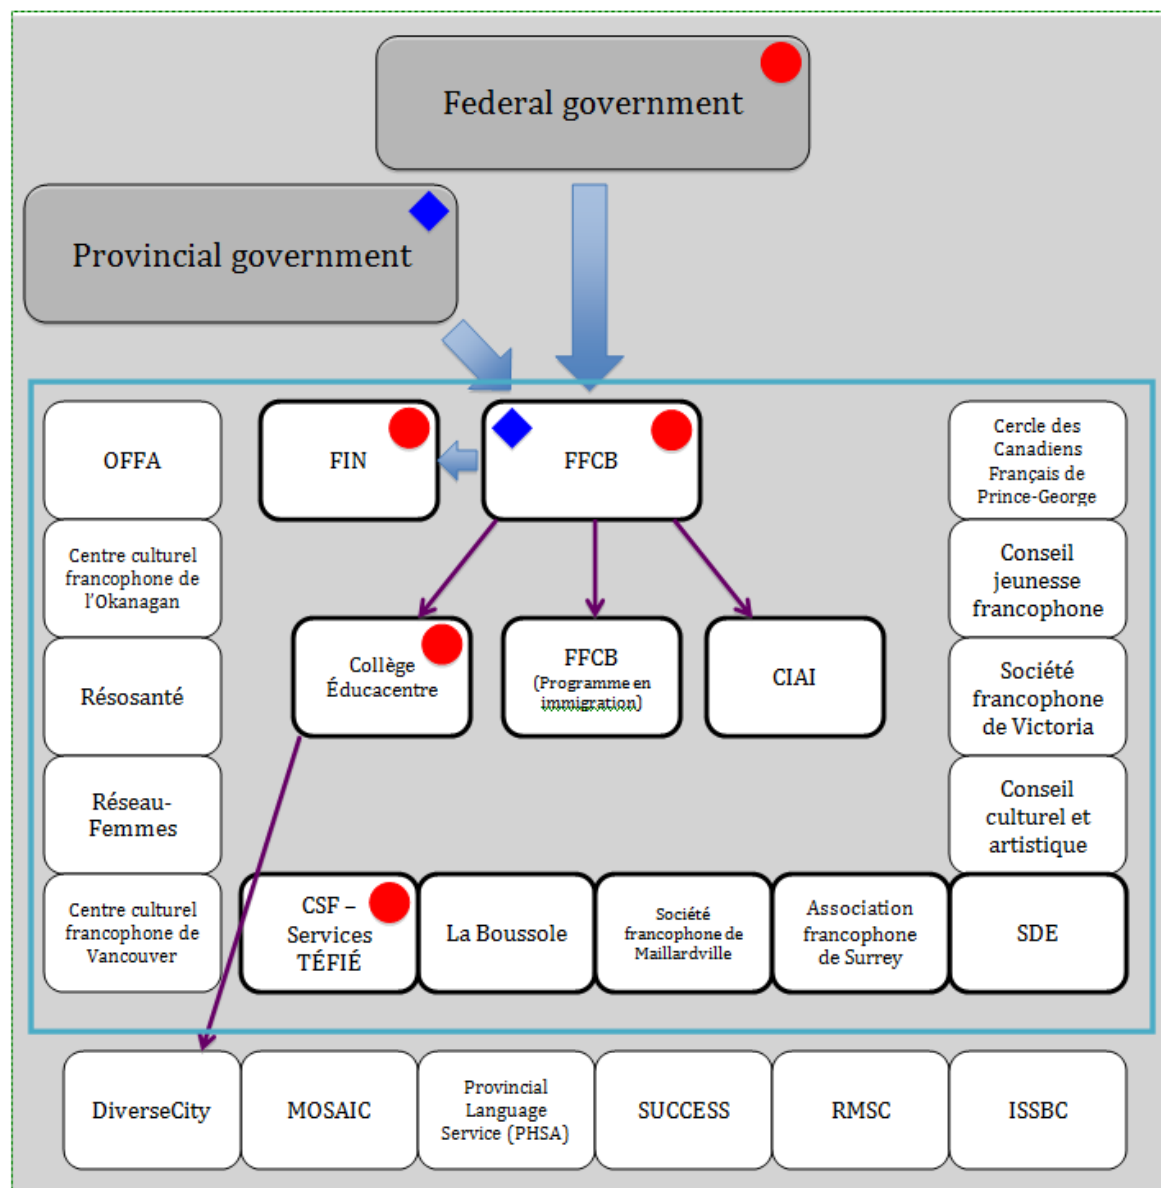 Federal government
Provincial government
OFFA
FIN
FFCB
Cercle des
Canadiens
Français de
Prince-George
Centre culturel
francophone de
l'Okanagan
Conseil
jeunesse
francophone
Résosanté
Collège
Éducacentre
FFCB
(Programme en
immigration)
CIAI
Société
francophone
de Victoria
Réseau-
Femmes
Conseil
culturel et
artistique
Centre culturel
francophone de
Vancouver
CSF –
Services
TÉFIÉ
La Boussole
Société
francophone de
Maillardville
Association
francophone
de Surrey
SDE
DiverseCity
MOSAIC
Provincial
Language
Service (PHSA)
SUCCESS
RMSC
ISSBC